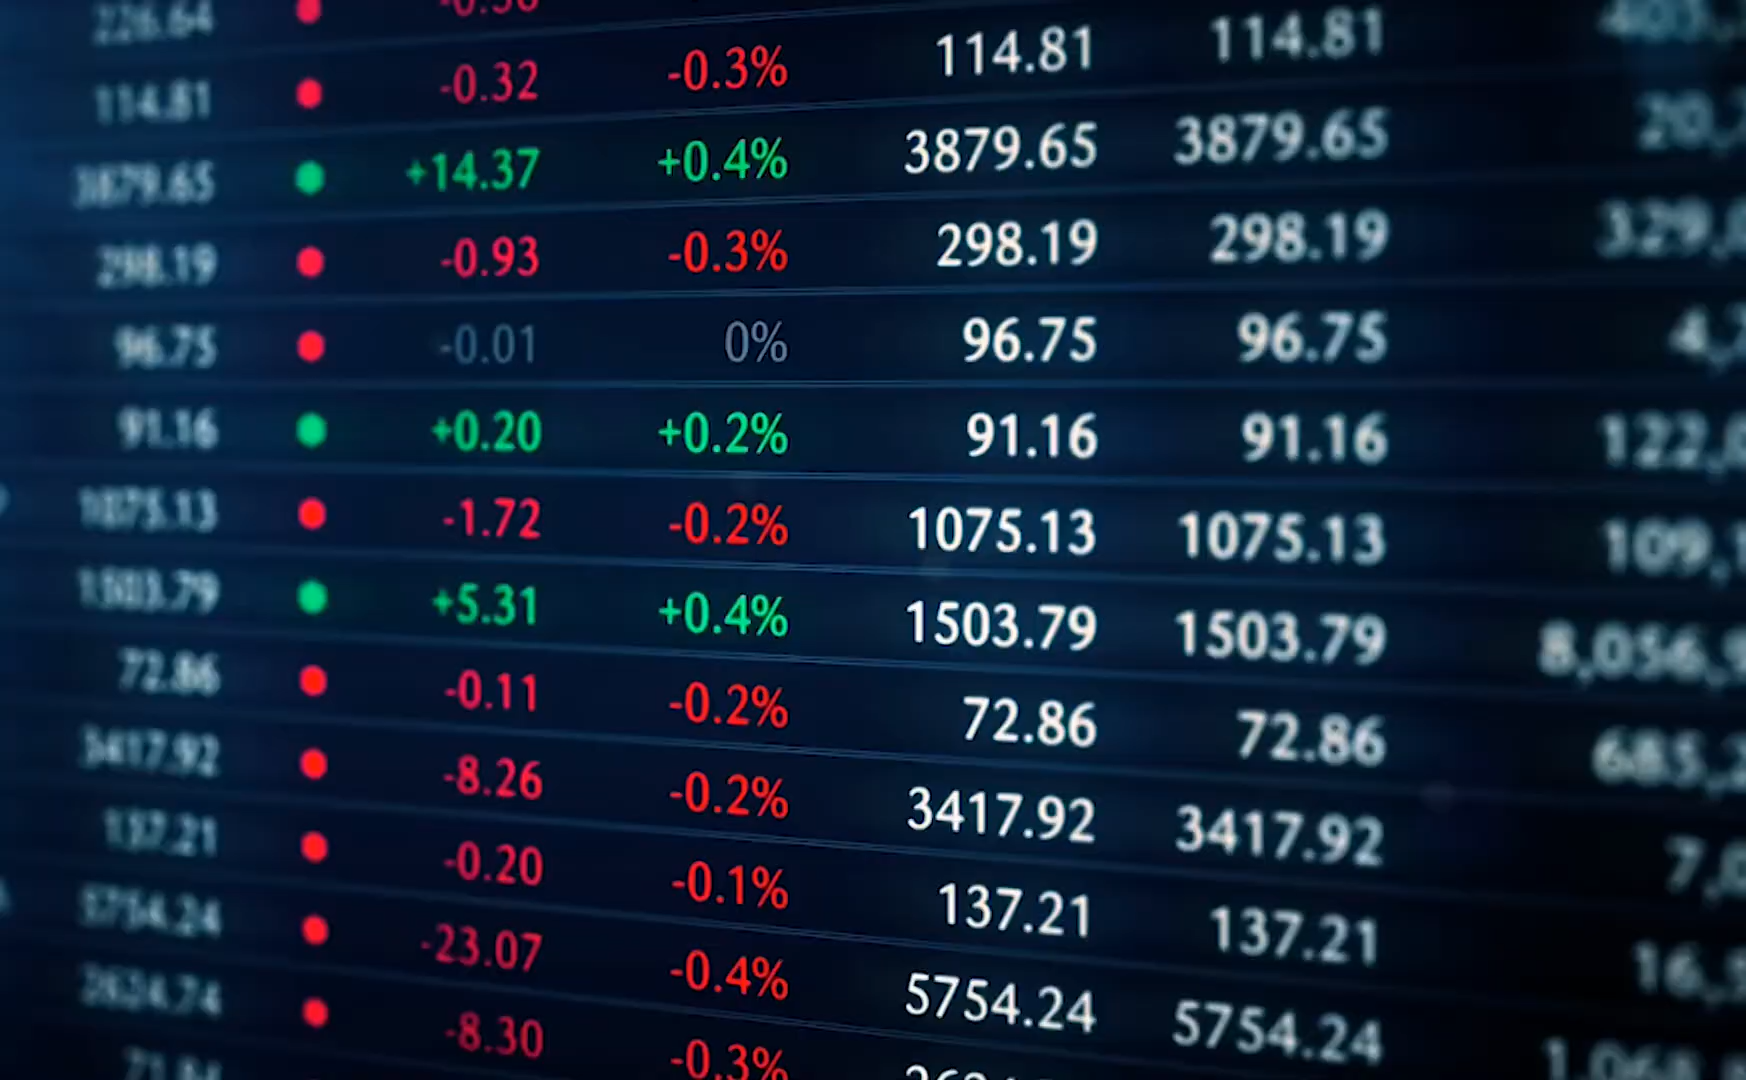 226.64 -0.36
114.81 -0.32 -0.3% 114.81 114.81
3879.65 +14.37 +0.4% 3879.65 3879.65
298.19 -0.93 -0.3% 298.19 298.19
96.75 -0.01 0% 96.75 96.75
91.16 +0.20 +0.2% 91.16 91.16
1075.13 -1.72 -0.2% 1075.13 1075.13
1503.79 +5.31 +0.4% 1503.79 1503.79
72.86 -0.11 -0.2% 72.86 72.86
3417.92 -8.26 -0.2% 3417.92 3417.92
137.21 -0.20 -0.1% 137.21 137.21
5754.24 -23.07 -0.4% 5754.24 5754.24
-8.30 -0.3%